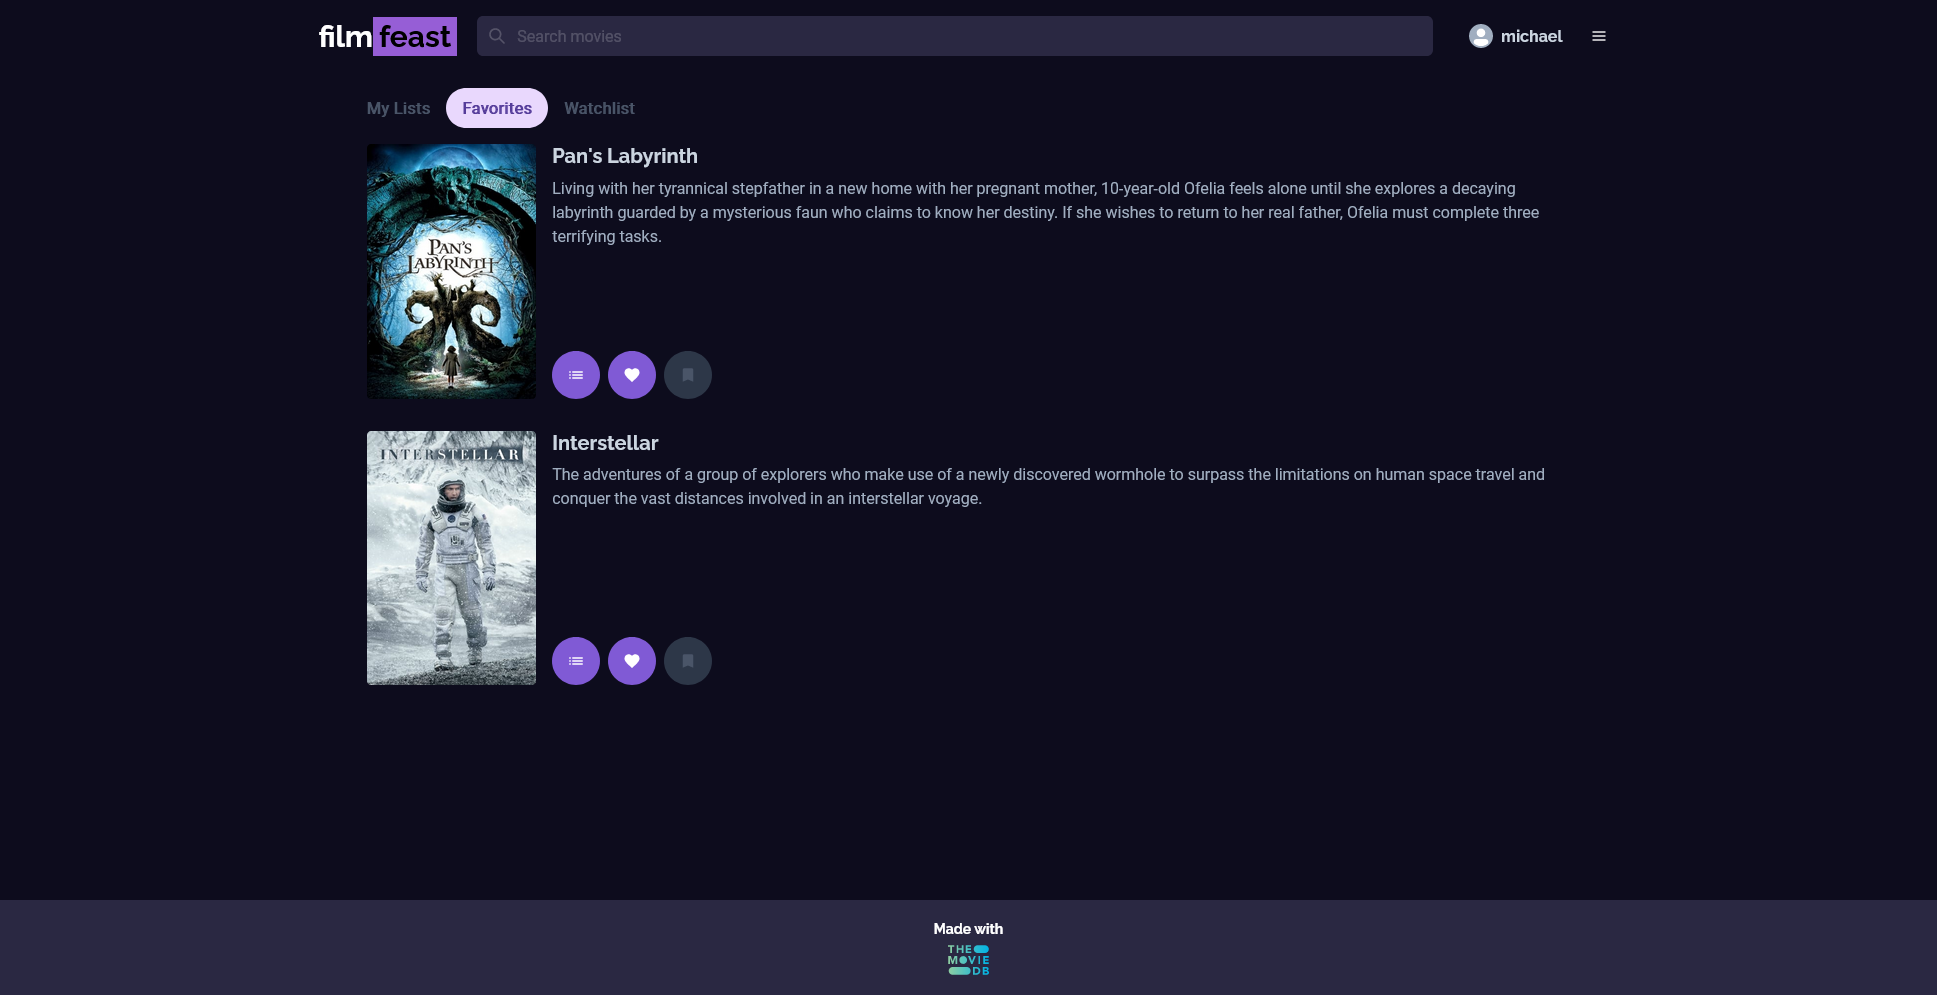 filmfeast
Search movies
michael
My Lists
Favorites
Watchlist
PAN'S
LABYRINTH
Pan's Labyrinth
Living with her tyrannical stepfather in a new home with her pregnant mother, 10-year-old Ofelia feels alone until she explores a decaying
labyrinth guarded by a mysterious faun who claims to know her destiny. If she wishes to return to her real father, Ofelia must complete three
terrifying tasks.
INTERSTELLAR
Interstellar
The adventures of a group of explorers who make use of a newly discovered wormhole to surpass the limitations on human space travel and
conquer the vast distances involved in an interstellar voyage.
Made with
THE
MOVIE
DB